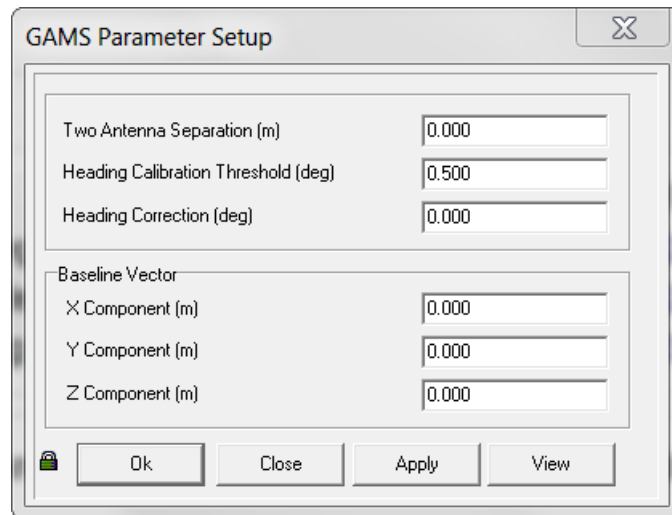 GAMS Parameter Setup
Two Antenna Separation (m) 0.000
Heading Calibration Threshold (deg) 0.500
Heading Correction (deg) 0.000
Baseline Vector
X Component (m) 0.000
Y Component (m) 0.000
Z Component (m) 0.000
Ok Close Apply View